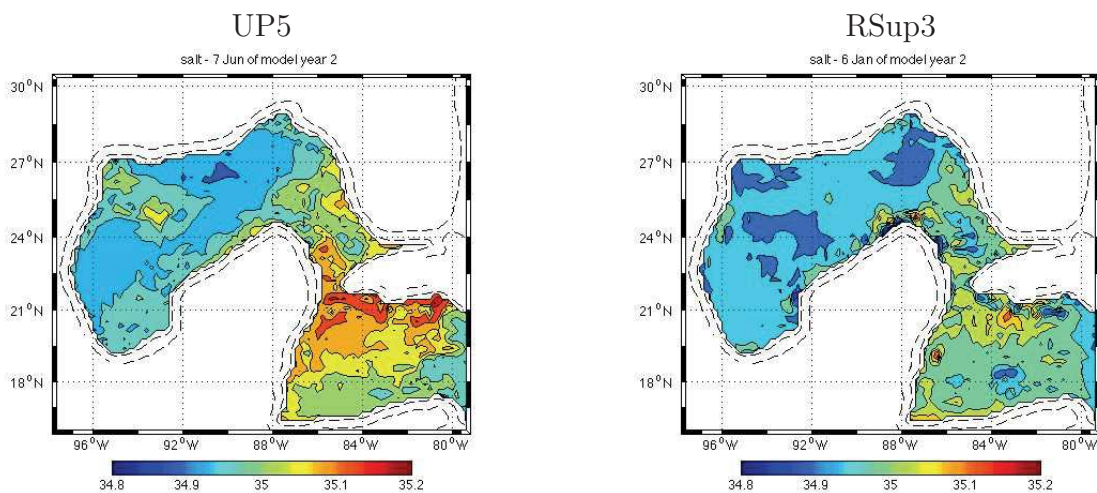 UP5
salt - 7 Jun of model year 2
30°N
27°N
24°N
21°N
18°N
96°W 92°W 88°W 84°W 80°W
34.8 34.9 35 35.1 35.2
RSup3
salt - 6 Jan of model year 2
30°N
27°N
24°N
21°N
18°N
96°W 92°W 88°W 84°W 80°W
34.8 34.9 35 35.1 35.2